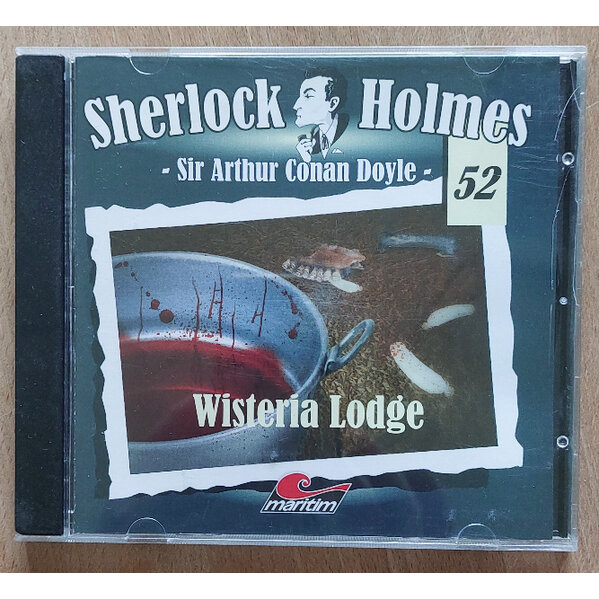 Sherlock Holmes
- Sir Arthur Conan Doyle -
52
Wisteria Lodge
maritim